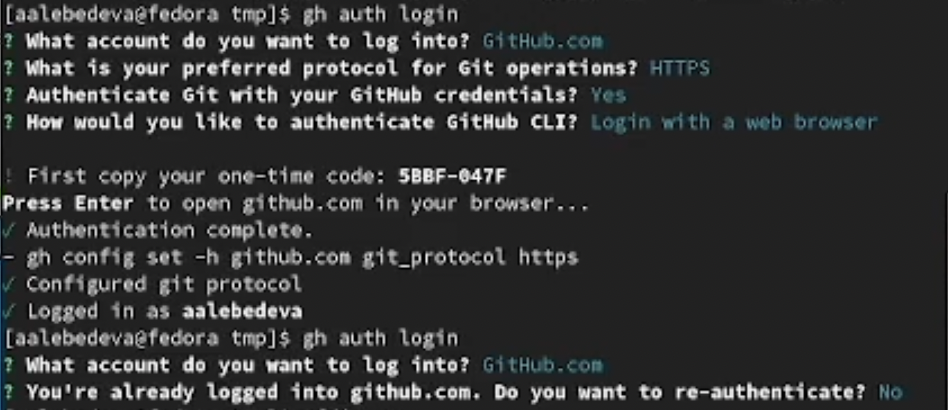 [aalebedeva@fedora tmp]$ gh auth login
? What account do you want to log into? GitHub.com
? What is your preferred protocol for Git operations? HTTPS
? Authenticate Git with your GitHub credentials? Yes
? How would you like to authenticate GitHub CLI? Login with a web browser
! First copy your one-time code: 5BBF-047F
Press Enter to open github.com in your browser...
✓ Authentication complete.
- gh config set -h github.com git_protocol https
✓ Configured git protocol
✓ Logged in as aalebedeva
[aalebedeva@fedora tmp]$ gh auth login
? What account do you want to log into? GitHub.com
? You're already logged into github.com. Do you want to re-authenticate? No